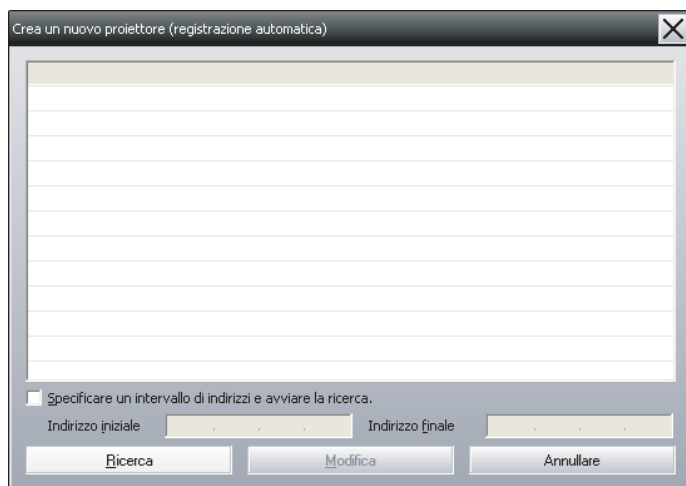 Crea un nuovo proiettore (registrazione automatica)
Specificare un intervallo di indirizzi e avviare la ricerca.
Indirizzo iniziale . . . Indirizzo finale . . .
Ricerca Modifica Annullare